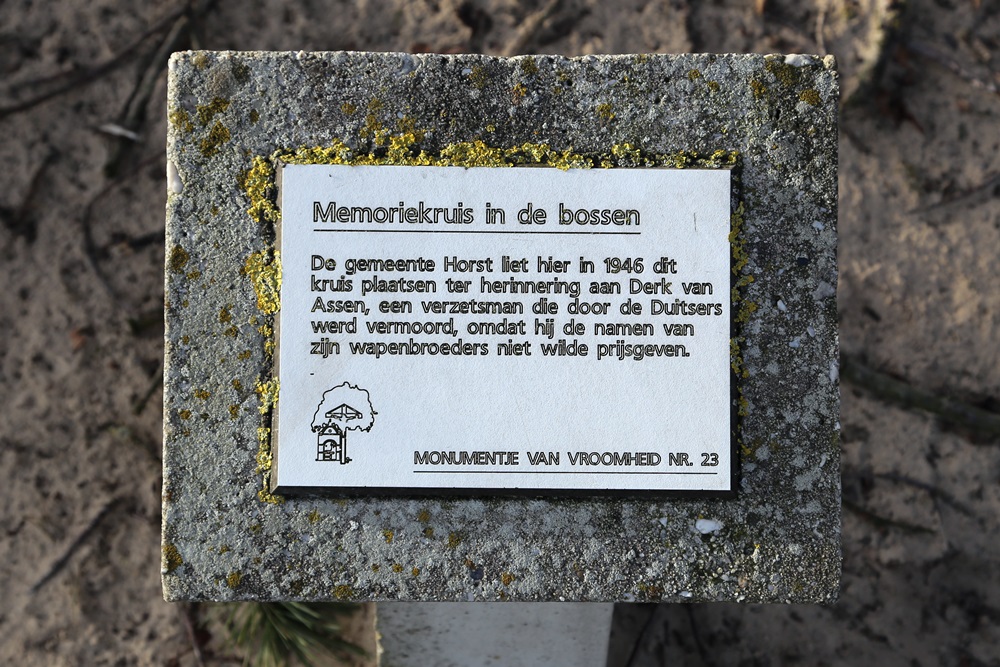 Memoriekruis in de bossen
De gemeente Horst liet hier in 1946 dit
kruis plaatsen ter herinnering aan Derk van
Assen, een verzetsman die door de Duitsers
werd vermoord, omdat hij de namen van
zijn wapenbroeders niet wilde prijsgeven.
MONUMENTJE VAN VROOMHEID NR. 23